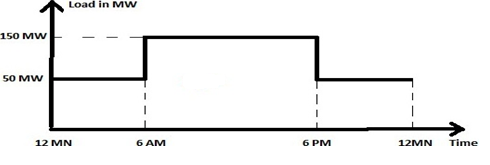 Load in MW
150 MW
50 MW
12 MN 6 AM 6 PM 12MN Time